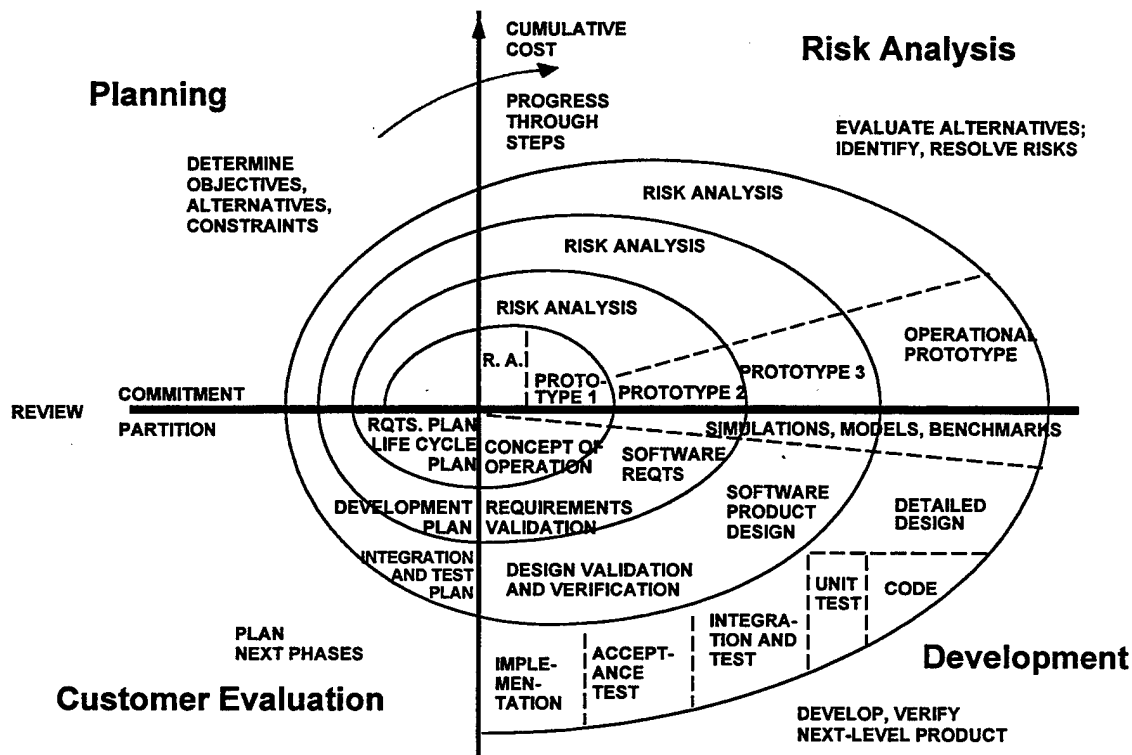 CUMULATIVE
COST
Risk Analysis
Planning
PROGRESS
THROUGH
STEPS
EVALUATE ALTERNATIVES;
IDENTIFY, RESOLVE RISKS
DETERMINE
OBJECTIVES,
ALTERNATIVES,
CONSTRAINTS
RISK ANALYSIS
RISK ANALYSIS
RISK ANALYSIS
R. A.
PROTO-
TYPE 1
PROTOTYPE 2
PROTOTYPE 3
OPERATIONAL
PROTOTYPE
REVIEW
COMMITMENT
PARTITION
RQTS. PLAN
LIFE CYCLE
PLAN
CONCEPT OF
OPERATION
SIMULATIONS, MODELS, BENCHMARKS
SOFTWARE
REQTS
SOFTWARE
PRODUCT
DESIGN
DETAILED
DESIGN
DEVELOPMENT
PLAN
REQUIREMENTS
VALIDATION
INTEGRATION
AND TEST
PLAN
DESIGN VALIDATION
AND VERIFICATION
UNIT
TEST
CODE
PLAN
NEXT PHASES
IMPLE-
MEN-
TATION
ACCEPT-
ANCE
TEST
INTEGRA-
TION AND
TEST
Development
Customer Evaluation
DEVELOP, VERIFY
NEXT-LEVEL PRODUCT